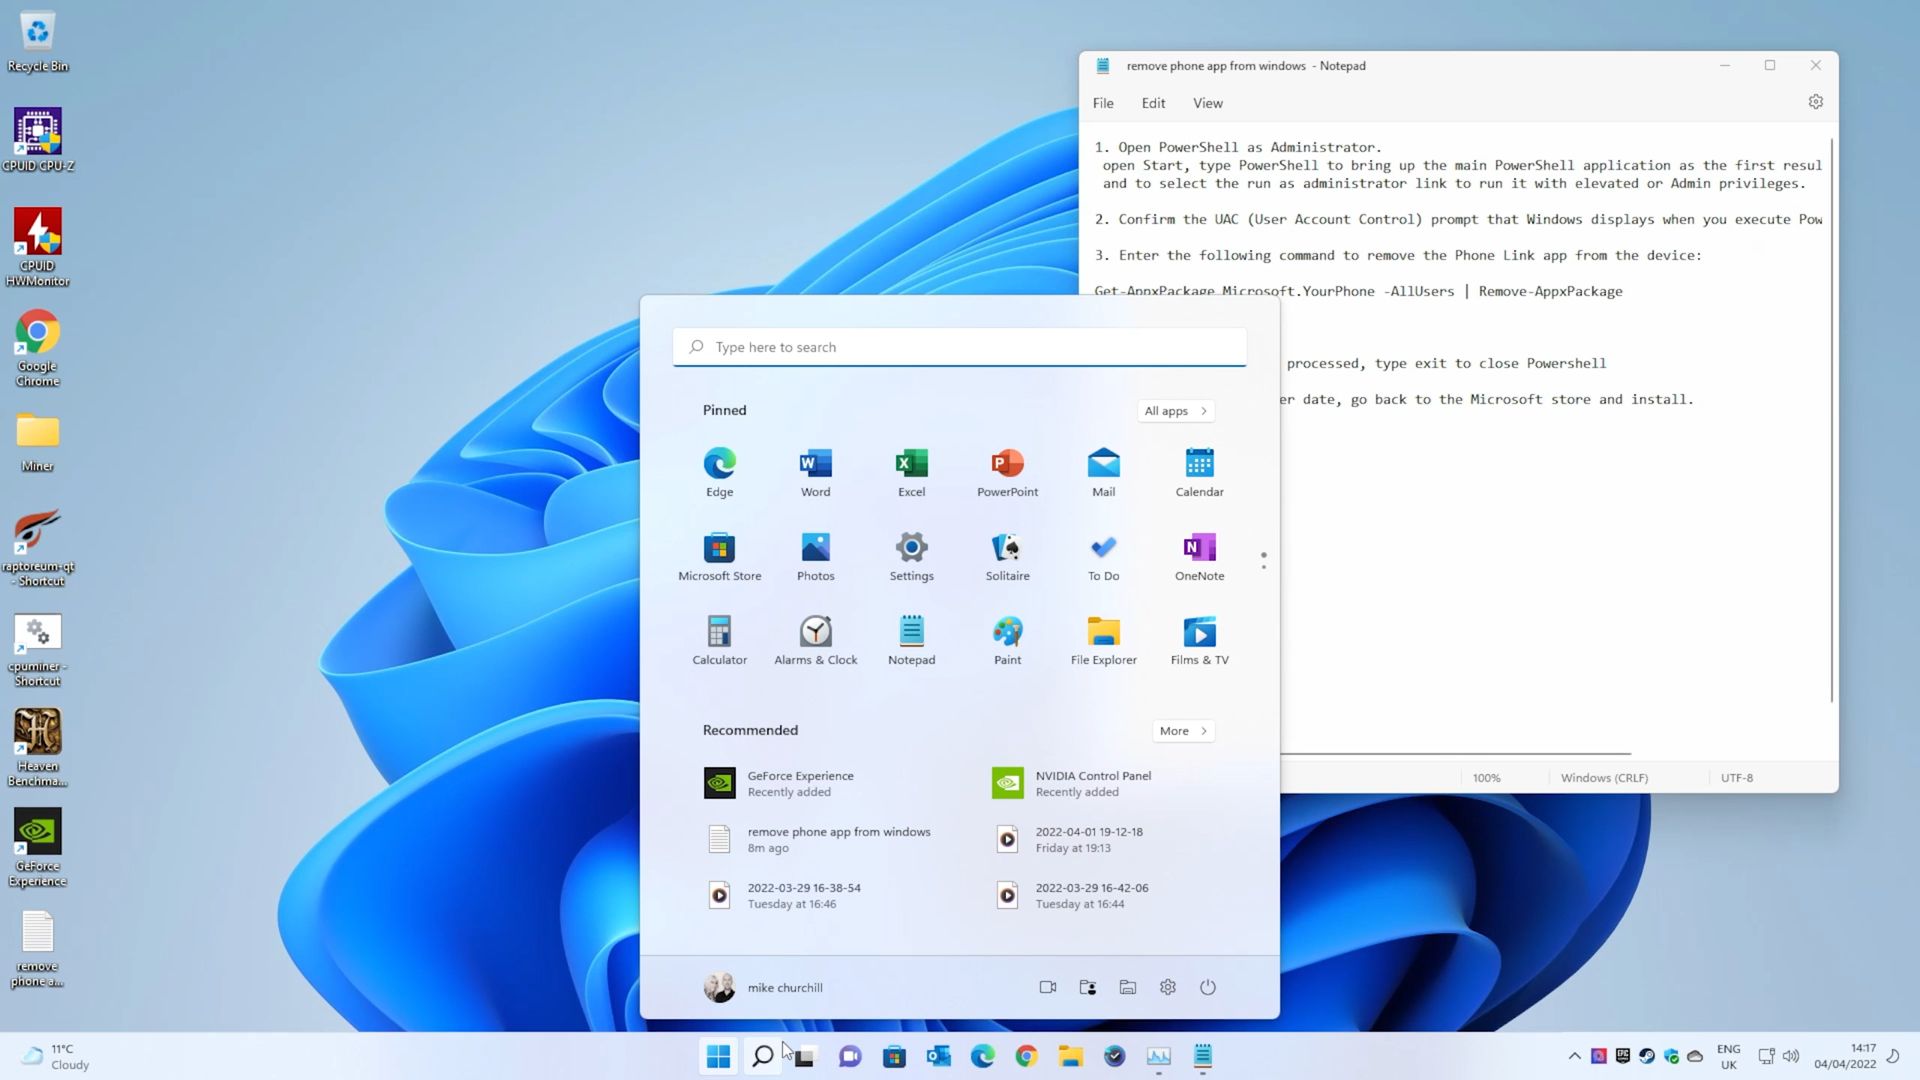 Recycle Bin
CPUID CPU-Z
CPUID
HWMonitor
Google
Chrome
Miner
raptoreum-qt
- Shortcut
cpuminer -
Shortcut
Heaven
Benchma...
GeForce
Experience
remove
phone a...
remove phone app from windows - Notepad
File Edit View
1. Open PowerShell as Administrator.
open Start, type PowerShell to bring up the main PowerShell application as the first resul
and to select the run as administrator link to run it with elevated or Admin privileges.
2. Confirm the UAC (User Account Control) prompt that Windows displays when you execute Pow
3. Enter the following command to remove the Phone Link app from the device:
Get-AppxPackage Microsoft.YourPhone -AllUsers | Remove-AppxPackage
processed, type exit to close Powershell
er date, go back to the Microsoft store and install.
100% Windows (CRLF) UTF-8
Type here to search
Pinned
All apps
Edge Word Excel PowerPoint Mail Calendar
Microsoft Store Photos Settings Solitaire To Do OneNote
Calculator Alarms & Clock Notepad Paint File Explorer Films & TV
Recommended
More
GeForce Experience
Recently added
NVIDIA Control Panel
Recently added
remove phone app from windows
8m ago
2022-04-01 19-12-18
Friday at 19:13
2022-03-29 16-38-54
Tuesday at 16:46
2022-03-29 16-42-06
Tuesday at 16:44
mike churchill
11°C
Cloudy
ENG
UK
14:17
04/04/2022